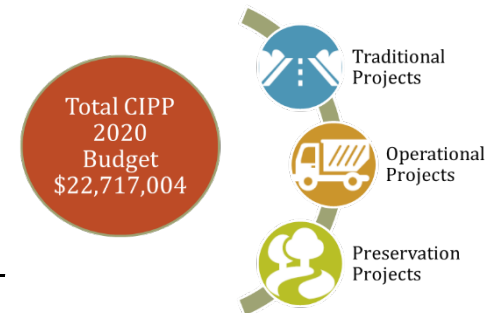 Total CIPP
2020
Budget
$22,717,004
Traditional
Projects
Operational
Projects
Preservation
Projects